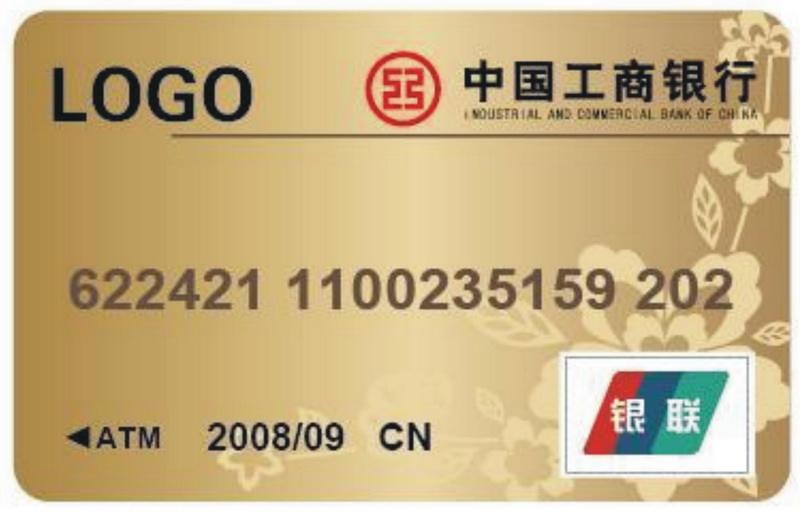 LOGO
中国工商银行
INDUSTRIAL AND COMMERCIAL BANK OF CHINA
622421 1100235159 202
◀ATM 2008/09 CN
银联